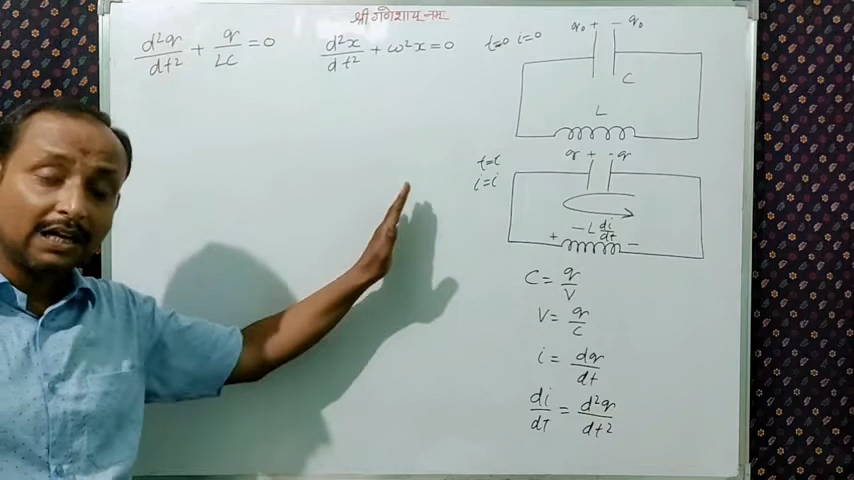 श्री गणेशाय नमः
d²q/dt² + q/LC = 0
d²x/dt² + ω²x = 0
t=0 i=0
q₀ + - q₀
C
L
t=t
i=i
q + - q
-L di/dt
+ -
C = q/V
V = q/C
i = dq/dt
di/dt = d²q/dt²